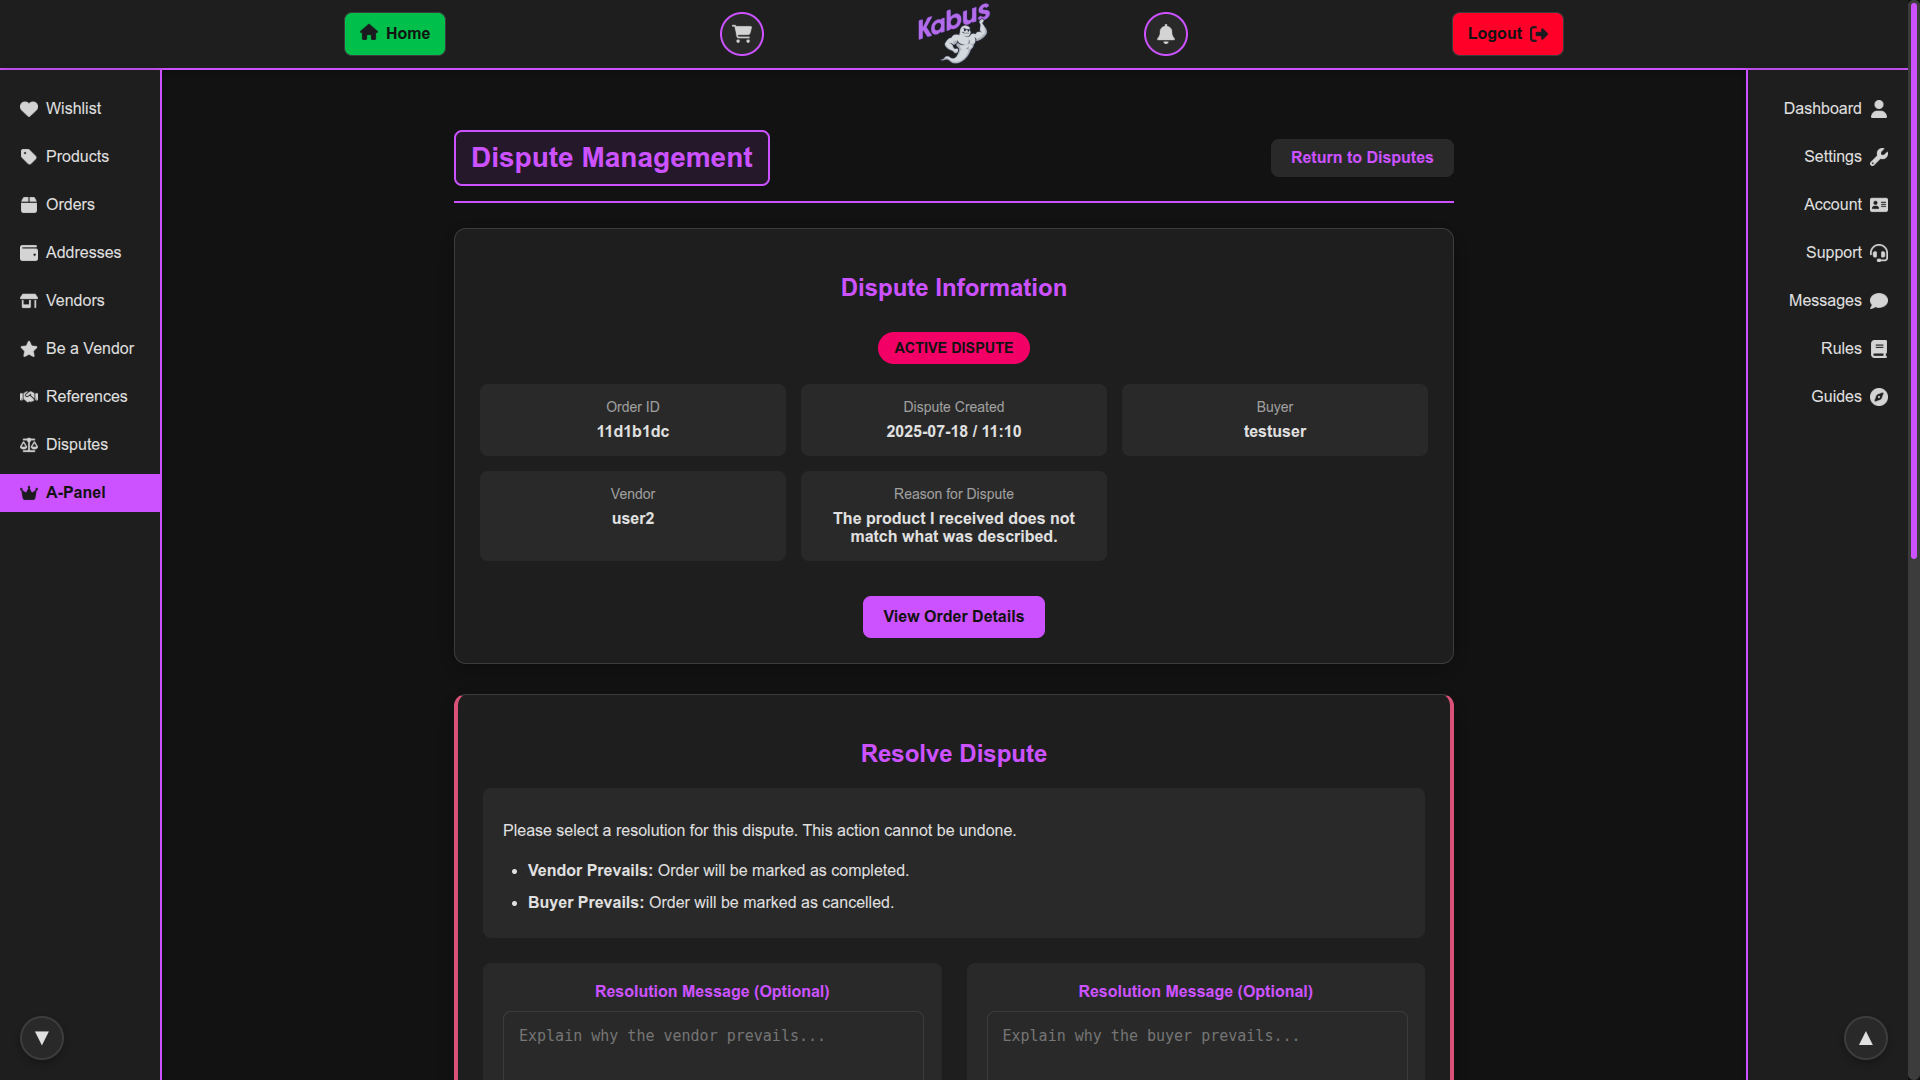 Home
Kabus
Logout
Wishlist
Products
Orders
Addresses
Vendors
Be a Vendor
References
Disputes
A-Panel
Dispute Management
Return to Disputes
Dispute Information
ACTIVE DISPUTE
Order ID
11d1b1dc
Dispute Created
2025-07-18 / 11:10
Buyer
testuser
Vendor
user2
Reason for Dispute
The product I received does not
match what was described.
View Order Details
Resolve Dispute
Please select a resolution for this dispute. This action cannot be undone.
• Vendor Prevails: Order will be marked as completed.
• Buyer Prevails: Order will be marked as cancelled.
Resolution Message (Optional)
Explain why the vendor prevails...
Resolution Message (Optional)
Explain why the buyer prevails...
Dashboard
Settings
Account
Support
Messages
Rules
Guides